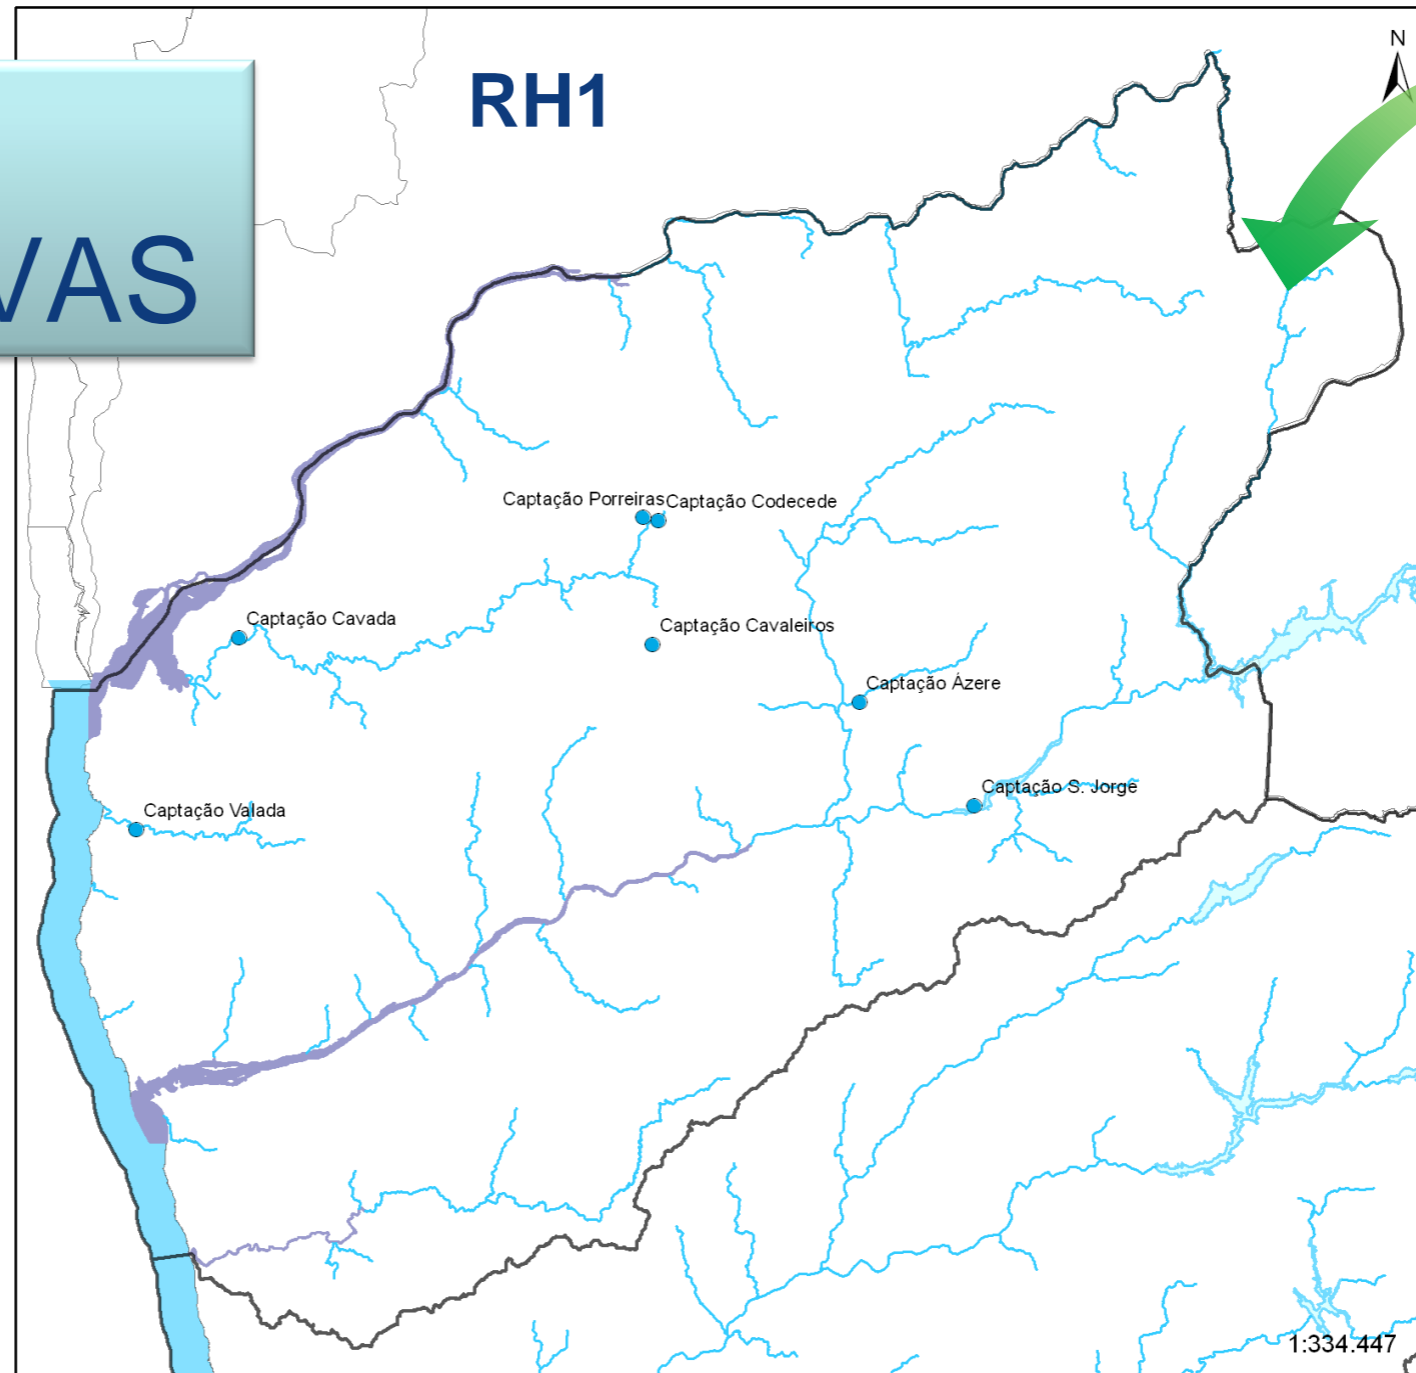 N
RH1
VAS
Captação Porreiras
Captação Codecede
Captação Cavada
Captação Cavaleiros
Captação Ázere
Captação S. Jorge
Captação Valada
1:334.447